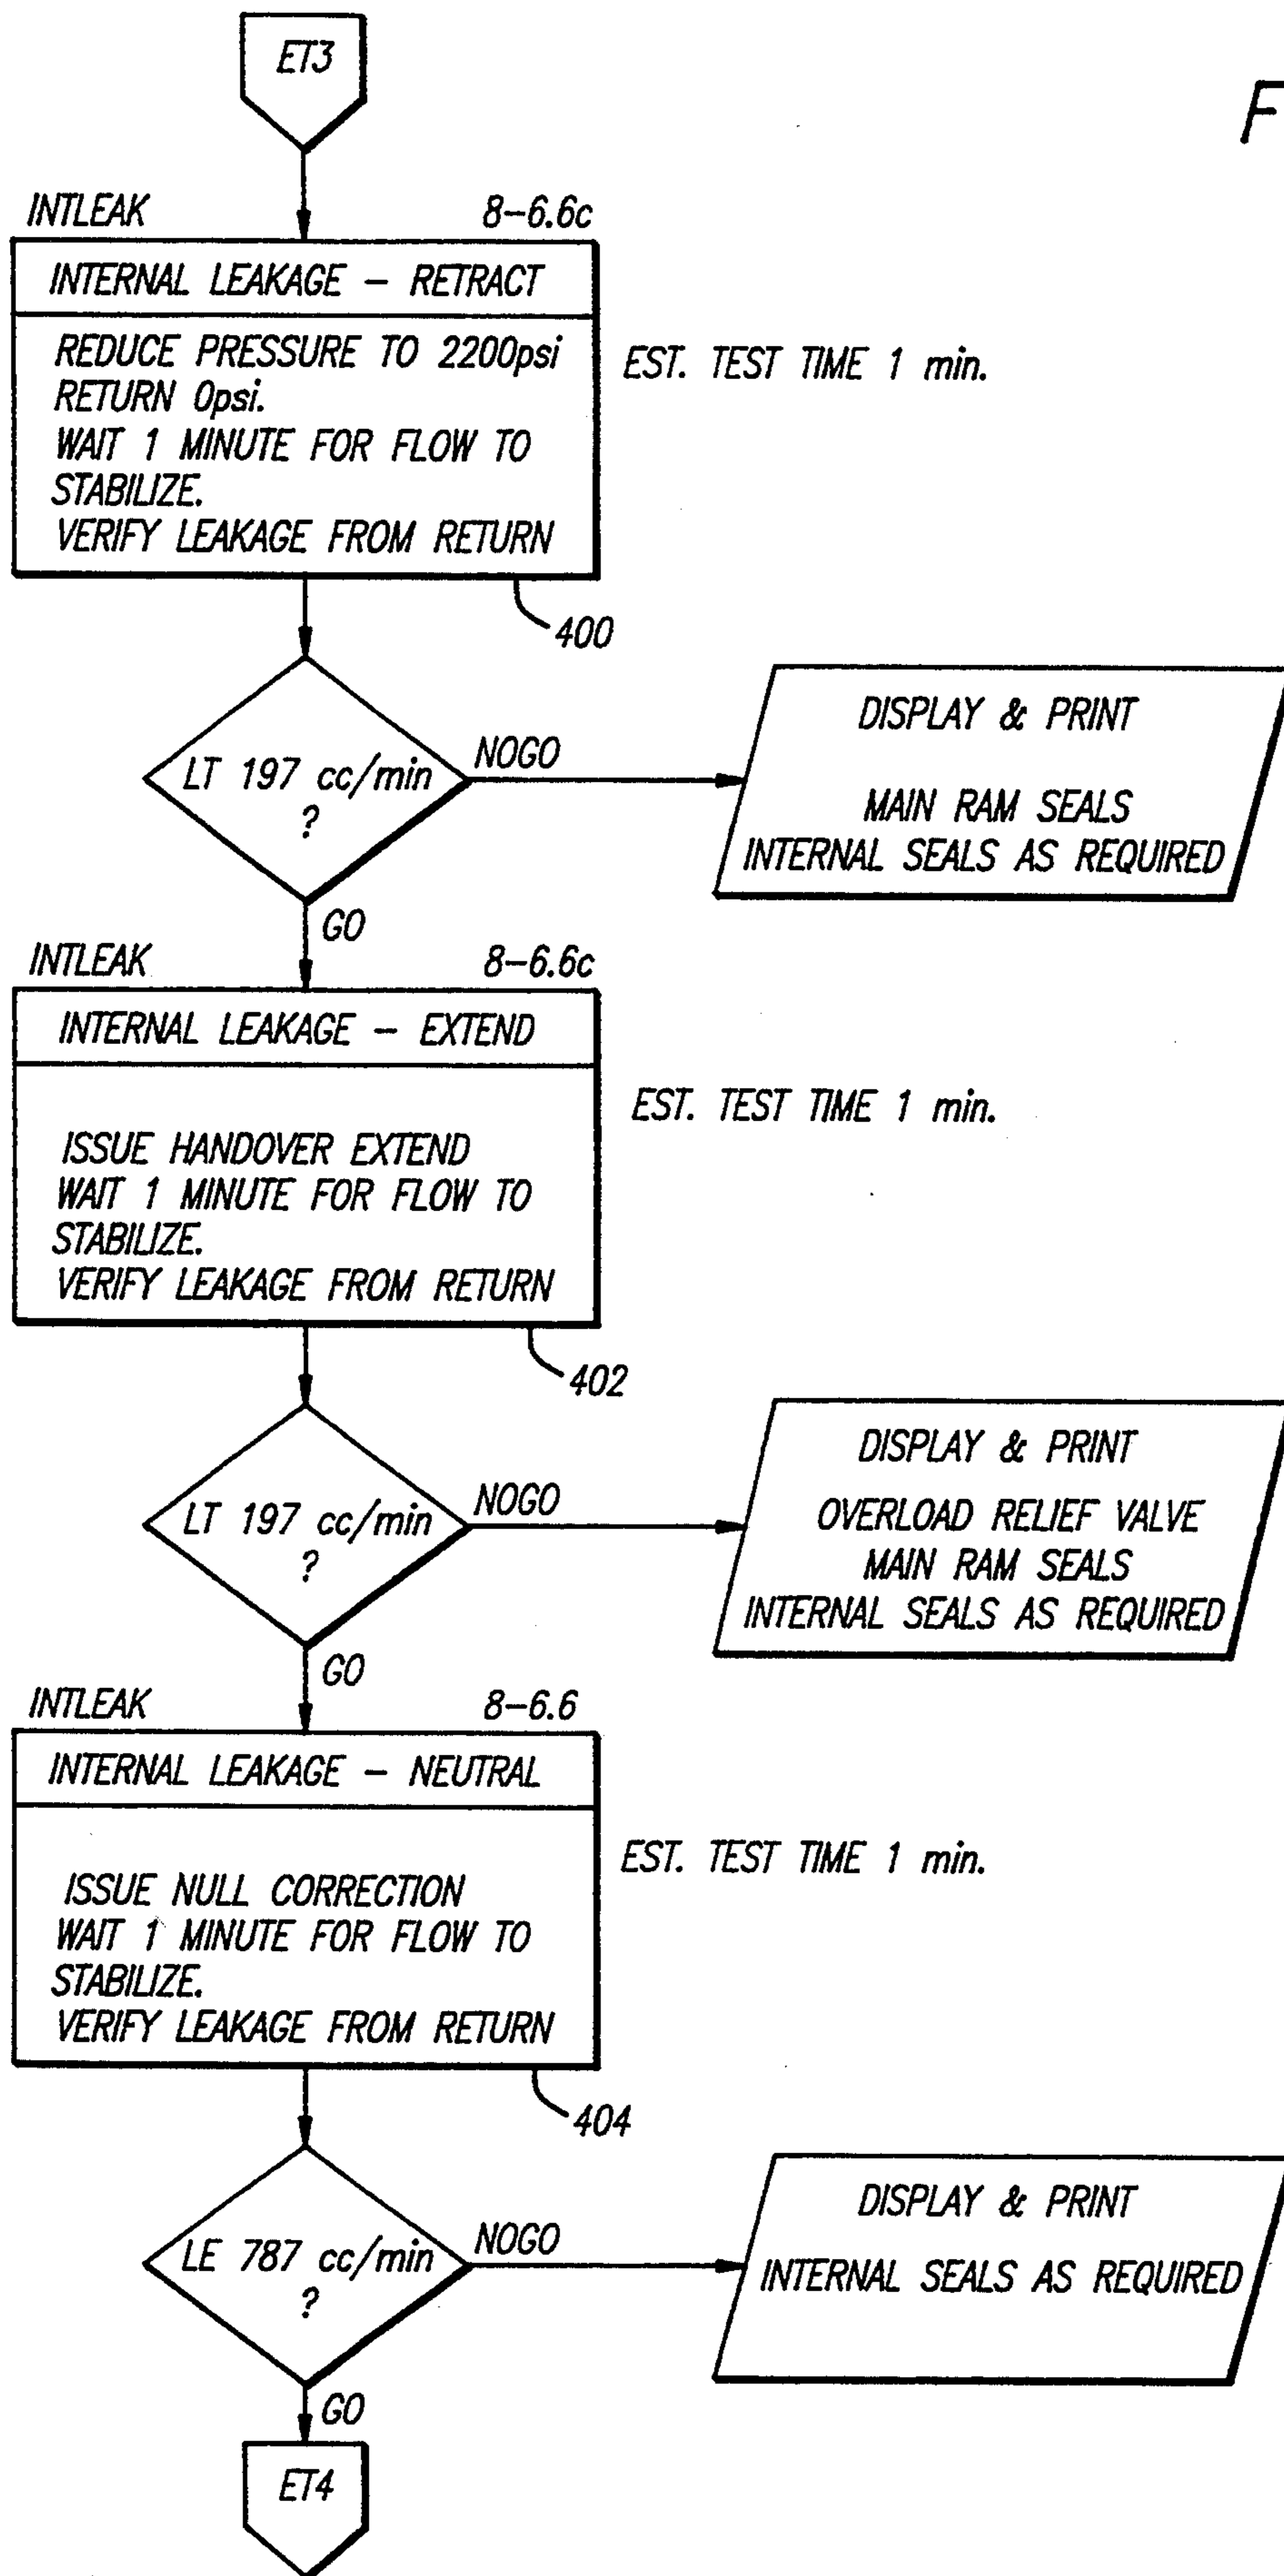 ET3
F
INTLEAK 8-6.6c
INTERNAL LEAKAGE - RETRACT
REDUCE PRESSURE TO 2200psi
RETURN 0psi.
WAIT 1 MINUTE FOR FLOW TO
STABILIZE.
VERIFY LEAKAGE FROM RETURN
EST. TEST TIME 1 min.
400
LT 197 cc/min
?
NOGO
DISPLAY & PRINT
MAIN RAM SEALS
INTERNAL SEALS AS REQUIRED
GO
INTLEAK 8-6.6c
INTERNAL LEAKAGE - EXTEND
ISSUE HANDOVER EXTEND
WAIT 1 MINUTE FOR FLOW TO
STABILIZE.
VERIFY LEAKAGE FROM RETURN
EST. TEST TIME 1 min.
402
LT 197 cc/min
?
NOGO
DISPLAY & PRINT
OVERLOAD RELIEF VALVE
MAIN RAM SEALS
INTERNAL SEALS AS REQUIRED
GO
INTLEAK 8-6.6
INTERNAL LEAKAGE - NEUTRAL
ISSUE NULL CORRECTION
WAIT 1 MINUTE FOR FLOW TO
STABILIZE.
VERIFY LEAKAGE FROM RETURN
EST. TEST TIME 1 min.
404
LE 787 cc/min
?
NOGO
DISPLAY & PRINT
INTERNAL SEALS AS REQUIRED
GO
ET4